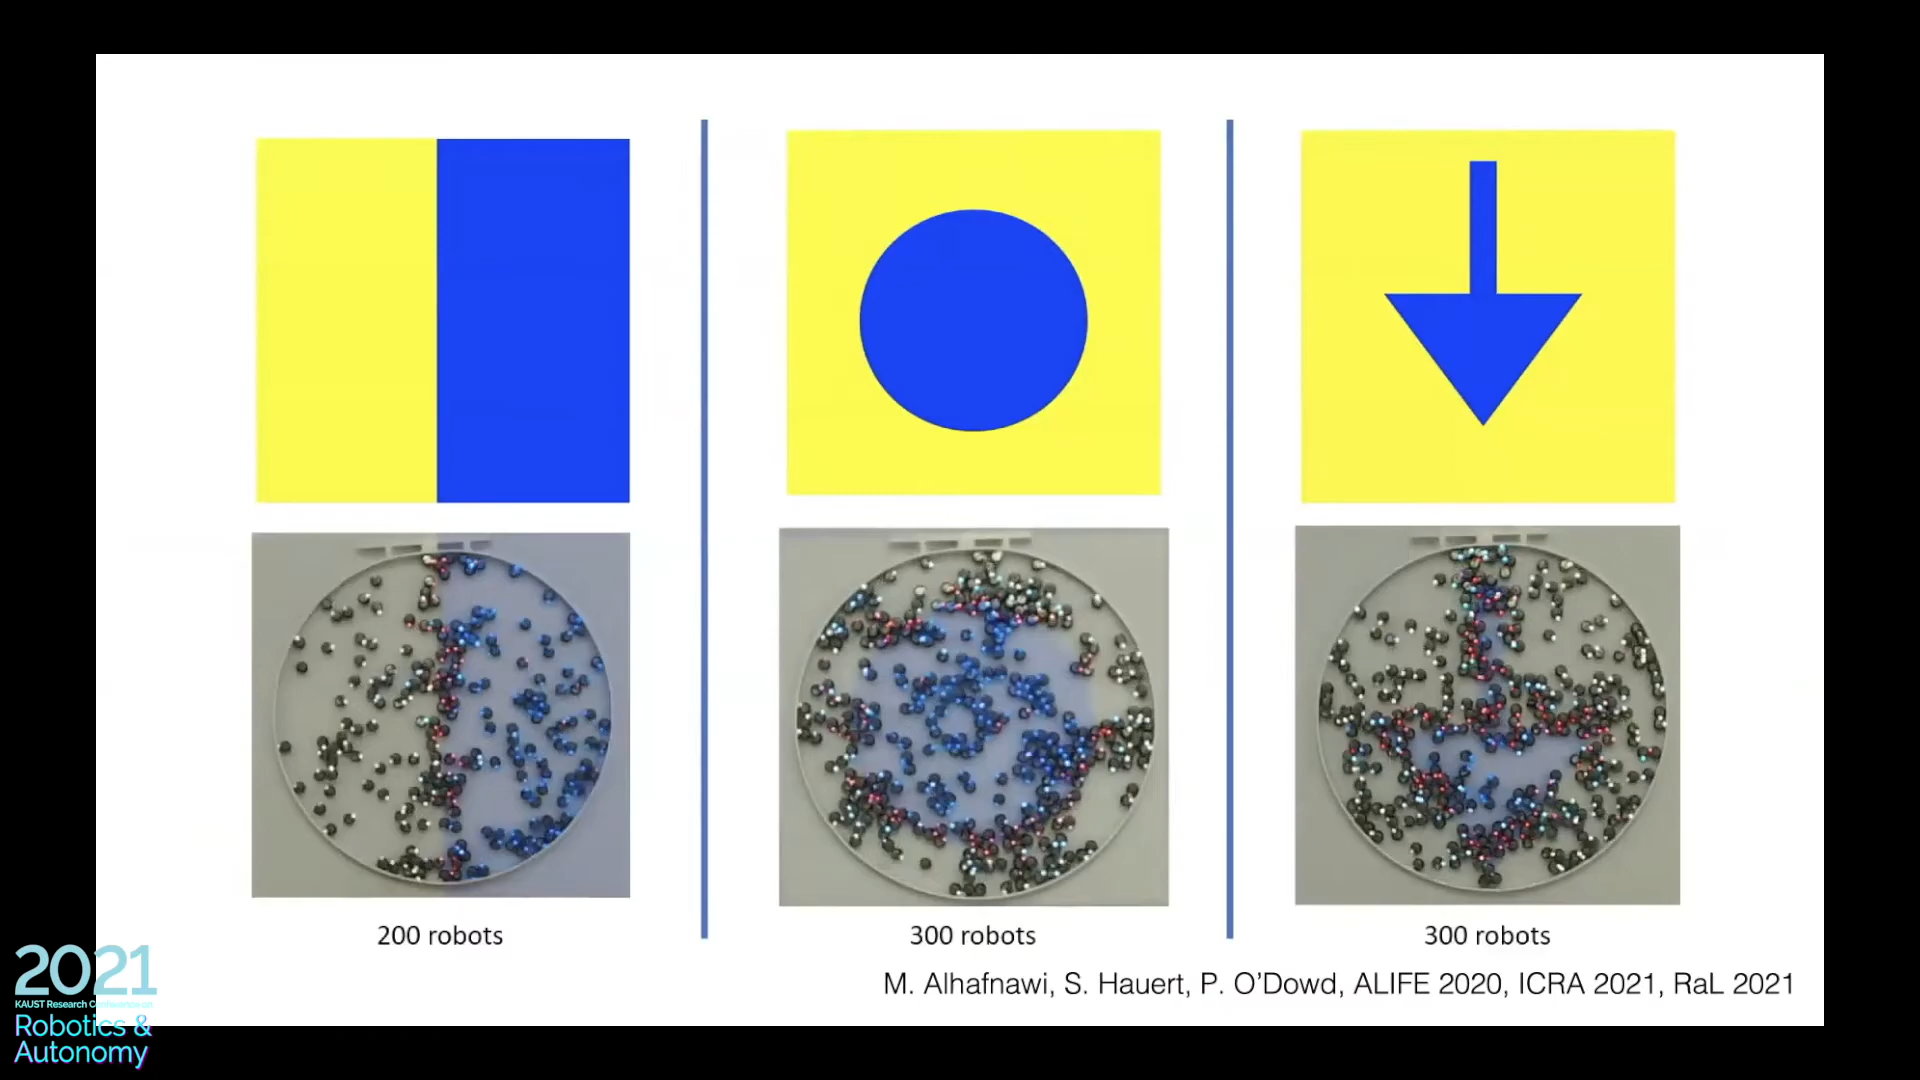 200 robots
300 robots
300 robots
M. Alhafnawi, S. Hauert, P. O'Dowd, ALIFE 2020, ICRA 2021, RaL 2021
2021
KAUST Research Conference on
Robotics &
Autonomy